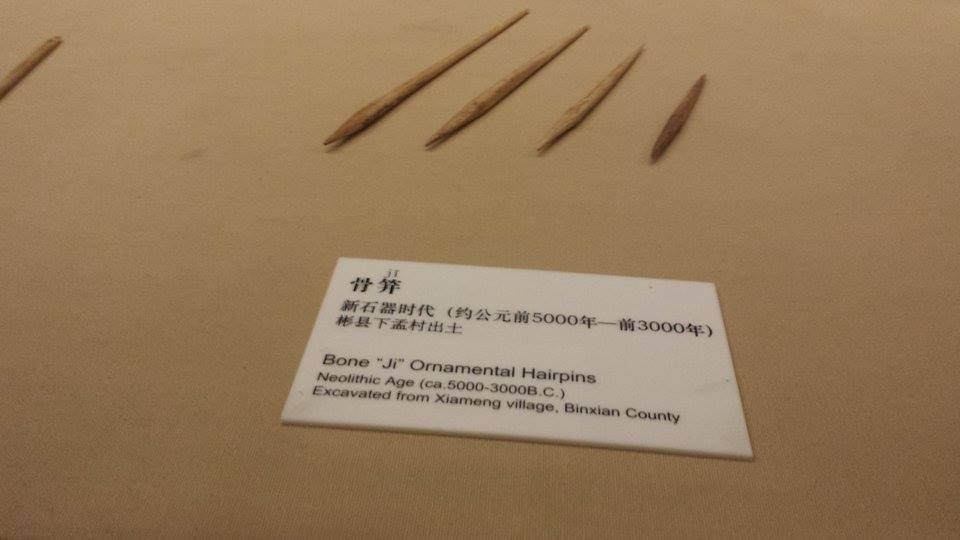 jī
骨笄
新石器时代（约公元前5000年—前3000年）
彬县下孟村出土
Bone "Ji" Ornamental Hairpins
Neolithic Age (ca.5000-3000B.C.)
Excavated from Xiameng village, Binxian County